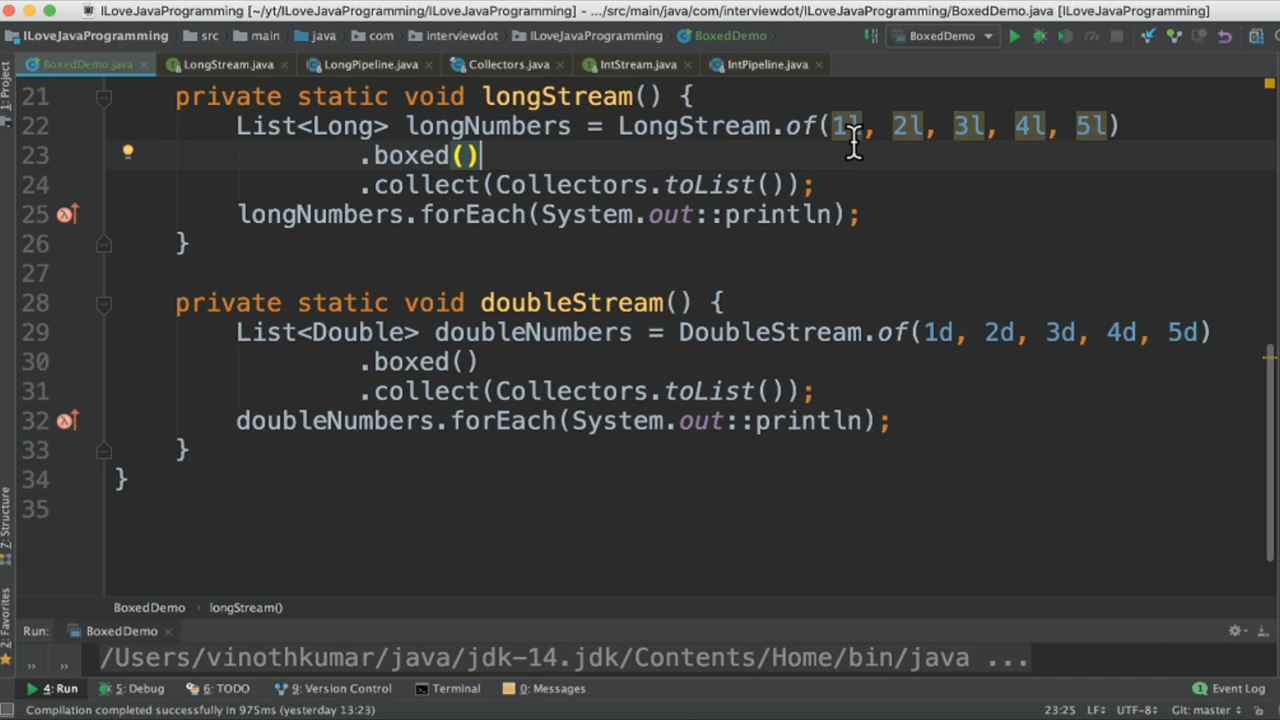 ILoveJavaProgramming [~/yt/ILoveJavaProgramming/ILoveJavaProgramming] - .../src/main/java/com/interviewdot/ILoveJavaProgramming/BoxedDemo.java [ILoveJavaProgramming]
ILoveJavaProgramming src main java com interviewdot ILoveJavaProgramming BoxedDemo BoxedDemo
BoxedDemo.java LongStream.java LongPipeline.java Collectors.java IntStream.java IntPipeline.java
1: Project
21 private static void longStream() {
22 List<Long> longNumbers = LongStream.of(1l, 2l, 3l, 4l, 5l)
23 .boxed()
24 .collect(Collectors.toList());
25 longNumbers.forEach(System.out::println);
26 }
27
28 private static void doubleStream() {
29 List<Double> doubleNumbers = DoubleStream.of(1d, 2d, 3d, 4d, 5d)
30 .boxed()
31 .collect(Collectors.toList());
32 doubleNumbers.forEach(System.out::println);
33 }
34 }
35
Z: Structure
2: Favorites
BoxedDemo › longStream()
Run: BoxedDemo
» » /Users/vinothkumar/java/jdk-14.jdk/Contents/Home/bin/java ...
4: Run 5: Debug 6: TODO 9: Version Control Terminal 0: Messages 1 Event Log
Compilation completed successfully in 975ms (yesterday 13:23) 23:25 LF UTF-8 Git: master